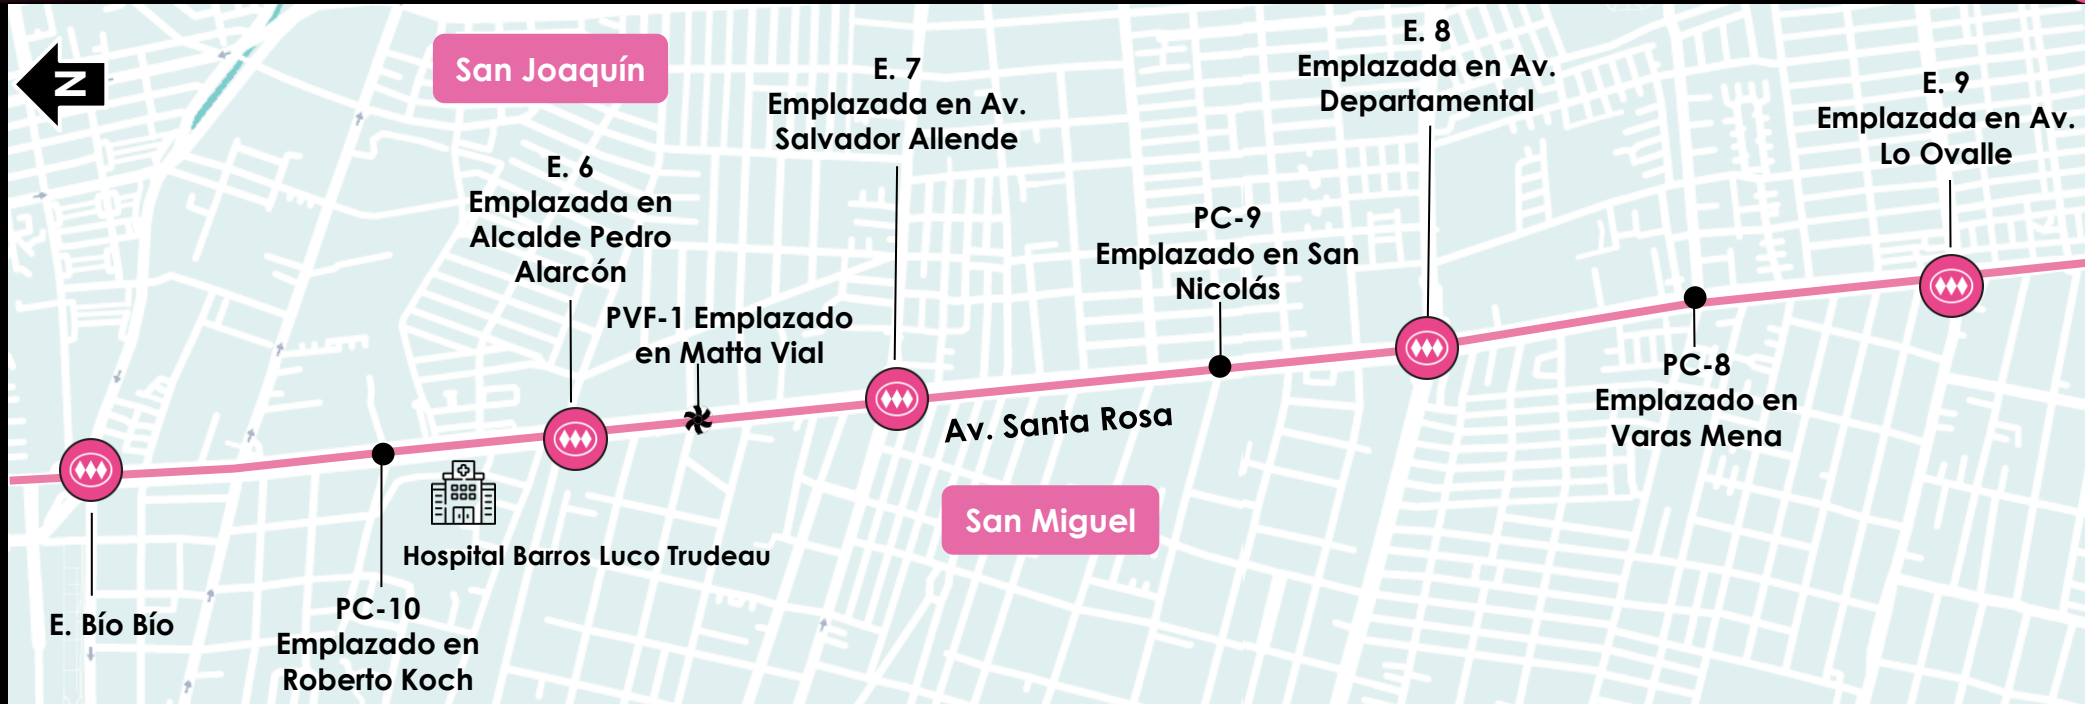 N
San Joaquín
E. 6
Emplazada en
Alcalde Pedro
Alarcón
E. 7
Emplazada en Av.
Salvador Allende
E. 8
Emplazada en Av.
Departamental
E. 9
Emplazada en Av.
Lo Ovalle
PC-9
Emplazado en San
Nicolás
PVF-1 Emplazado
en Matta Vial
PC-8
Emplazado en
Varas Mena
Av. Santa Rosa
San Miguel
Hospital Barros Luco Trudeau
E. Bío Bío
PC-10
Emplazado en
Roberto Koch